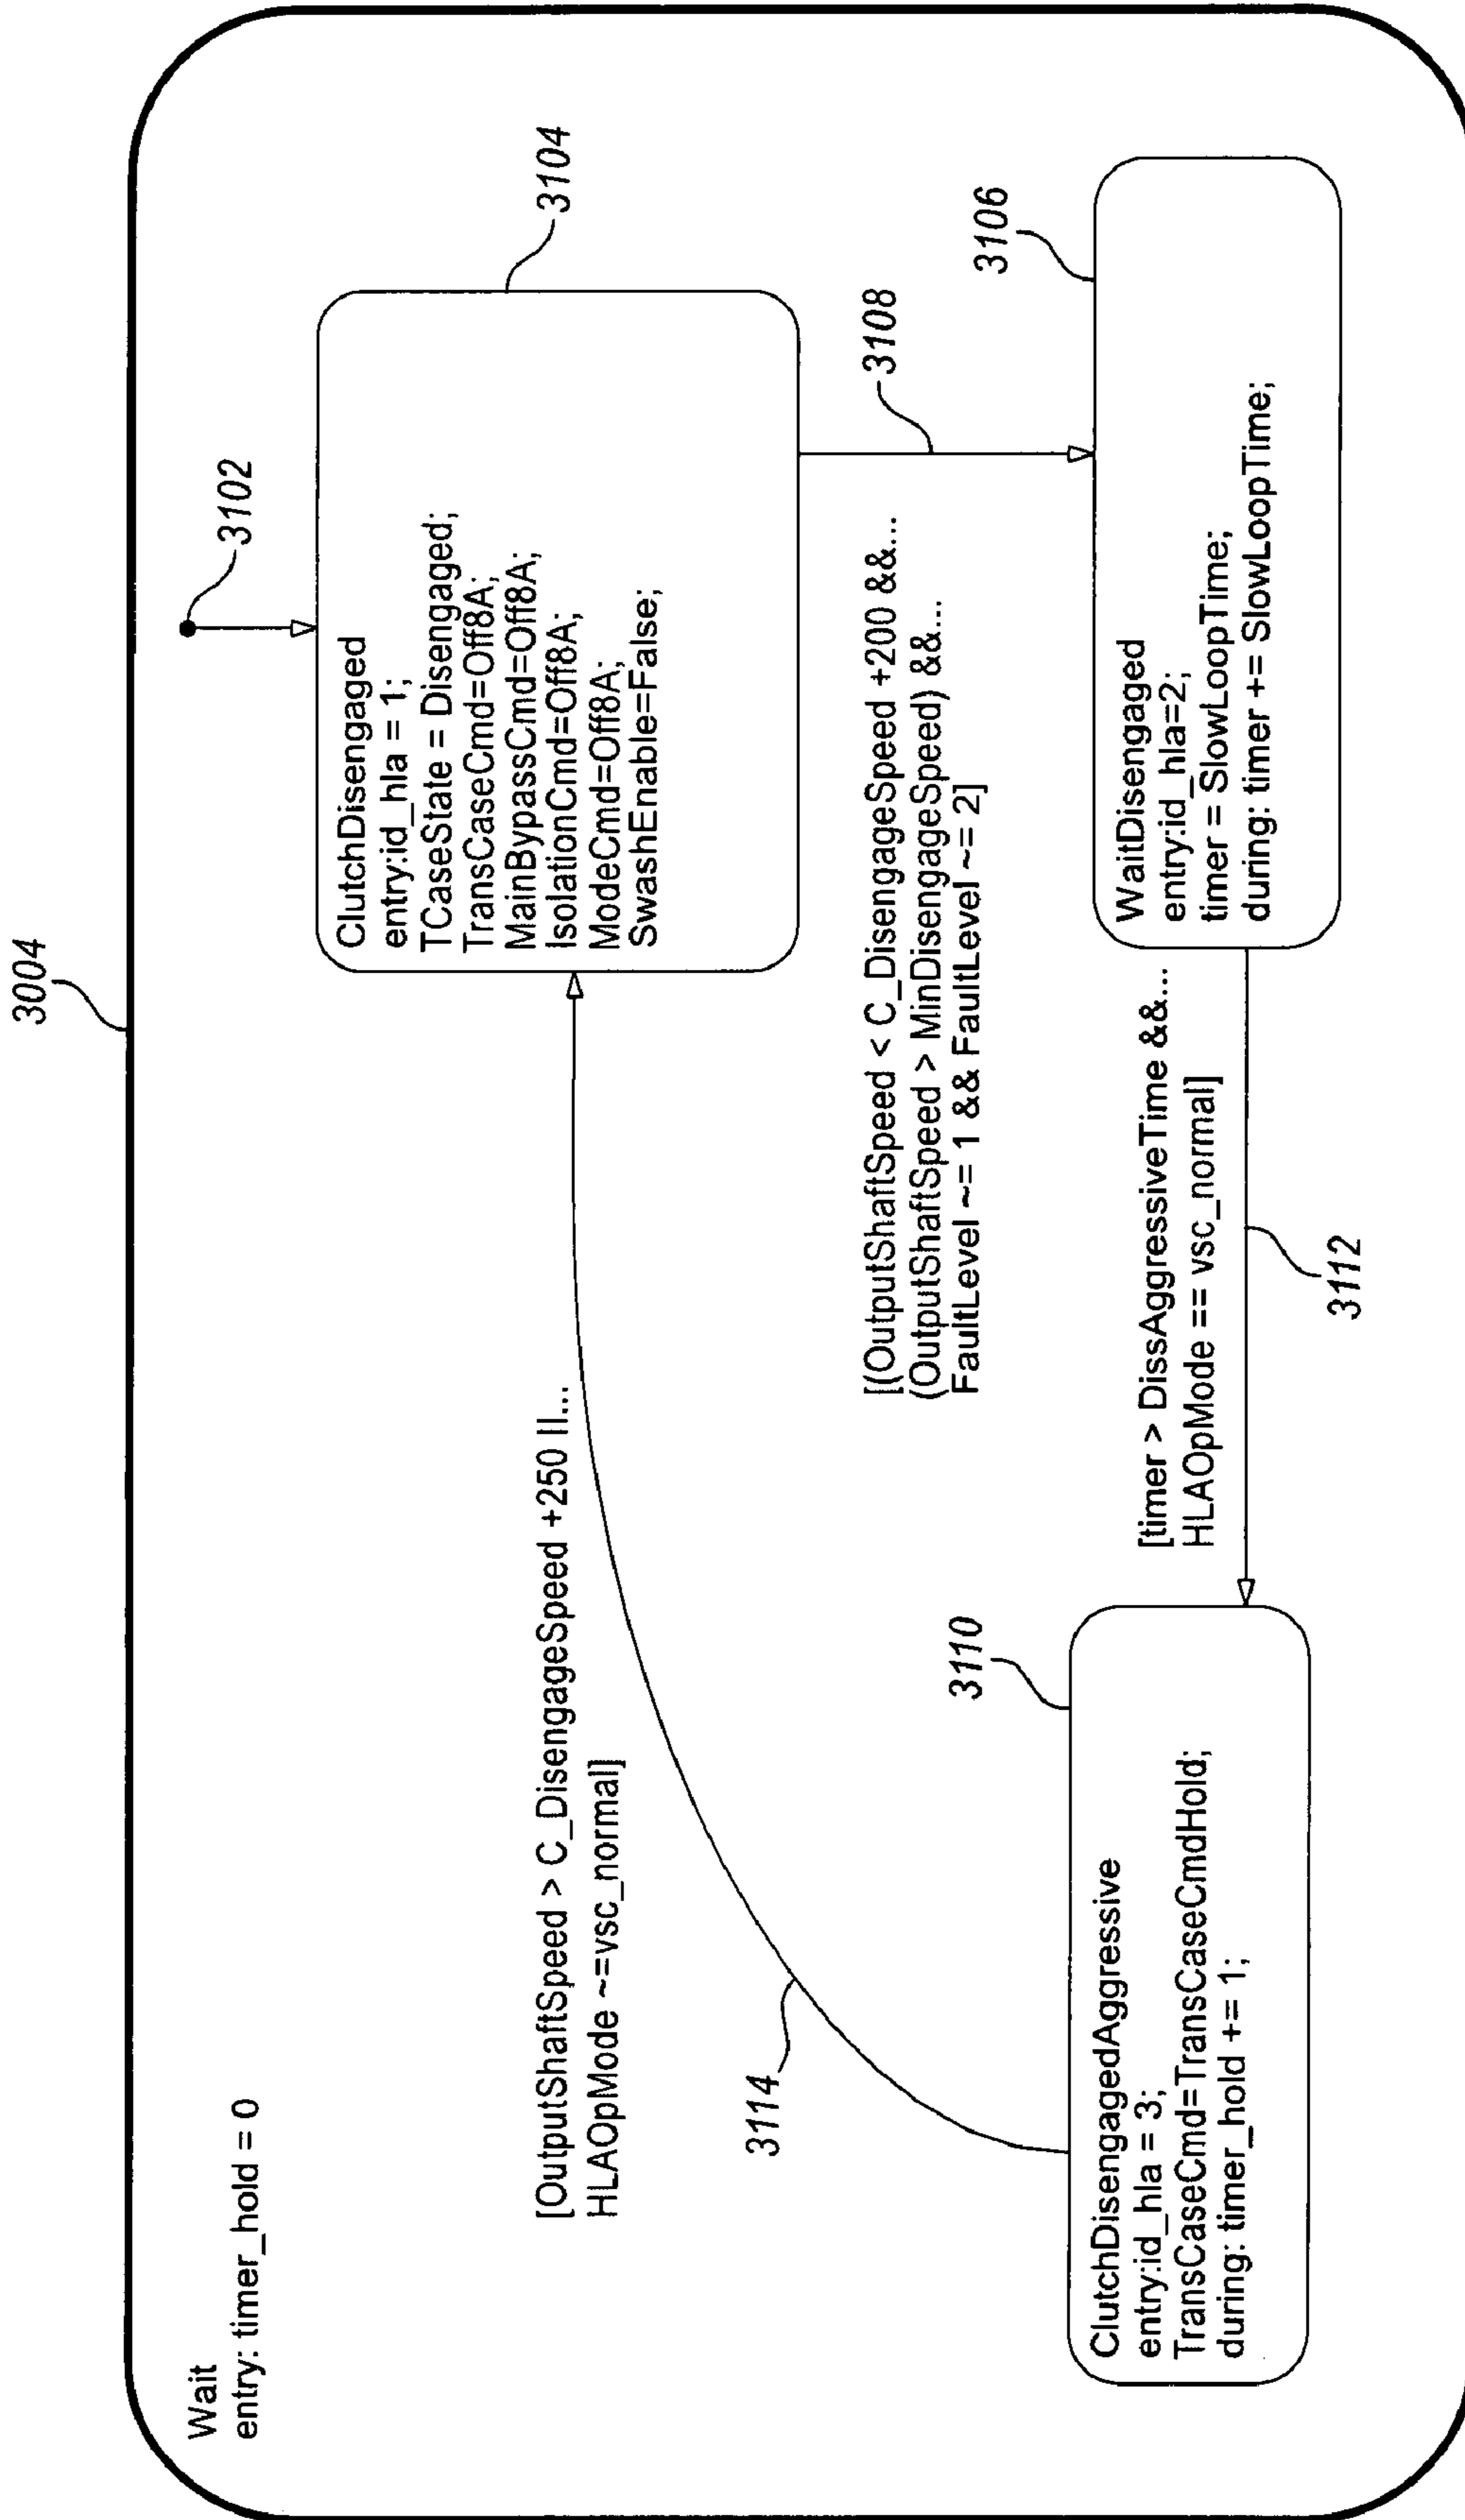 3004
Wait
entry: timer_hold = 0
3102
ClutchDisengaged
entry:id_hla = 1;
TCaseState = Disengaged;
TransCaseCmd=Off8A;
MainBypassCmd=Off8A;
IsolationCmd=Off8A;
ModeCmd=Off8A;
SwashEnable=False;
3104
[OutputShaftSpeed > C_DisengageSpeed +250 ||...
HLAOpMode ~=vsc_normal]
3114
[(OutputShaftSpeed < C_DisengageSpeed +200 &&...
(OutputShaftSpeed > MinDisengageSpeed) &&...
FaultLevel ~= 1 && FaultLevel ~= 2]
3108
3110
ClutchDisengagedAggressive
entry:id_hla = 3;
TransCaseCmd=TransCaseCmdHold;
during: timer_hold += 1;
[timer > DissAggressiveTime &&...
HLAOpMode == vsc_normal]
3112
3106
WaitDisengaged
entry:id_hla=2;
timer = SlowLoopTime;
during: timer += SlowLoopTime;